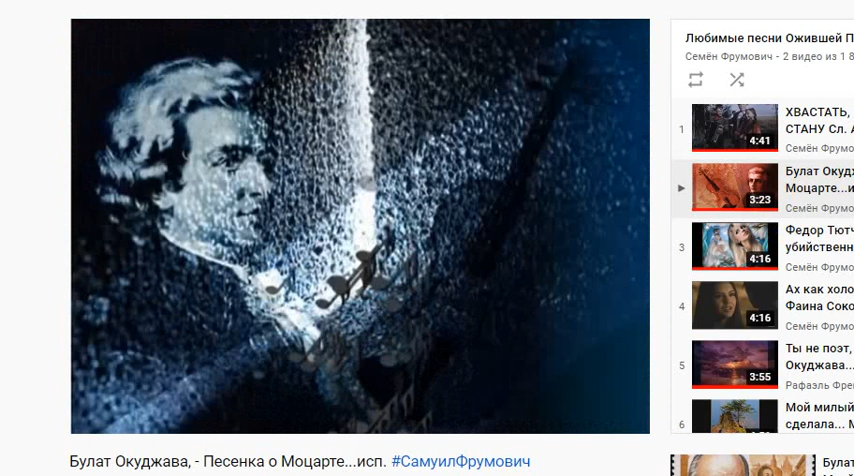 Любимые песни Ожившей П
Семён Фрумович - 2 видео из 1 8
1
4:41
ХВАСТАТЬ,
СТАНУ Сл. А
Семён Фрумо
3:23
Булат Окудж
Моцарте...и
Семён Фрумо
3
4:16
Федор Тютч
убийственн
Семён Фрумо
4
4:16
Ах как холо
Фаина Соко
Семён Фрумо
5
3:55
Ты не поэт,
Окуджава...
Рафаэль Фре
6
Мой милый
сделала... М
Булат Окуджава, - Песенка о Моцарте...исп. #СамуилФрумович
Булат